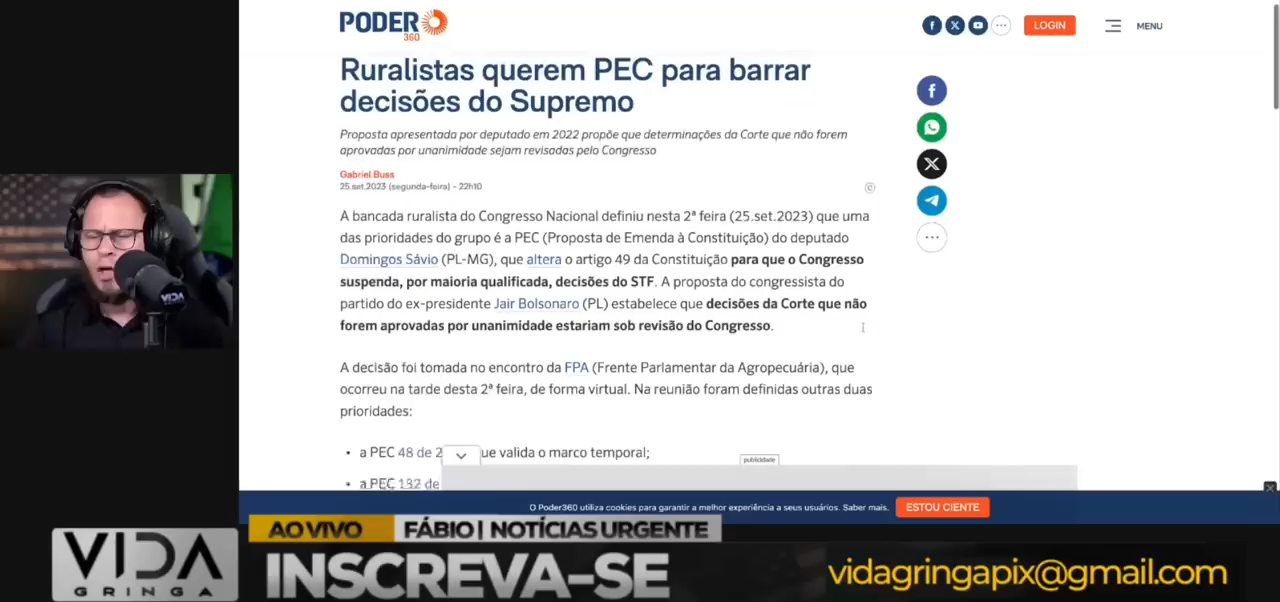 PODER
360
LOGIN
MENU
Ruralistas querem PEC para barrar
decisões do Supremo
Proposta apresentada por deputado em 2022 propõe que determinações da Corte que não forem
aprovadas por unanimidade sejam revisadas pelo Congresso
Gabriel Buss
25.set.2023 (segunda-feira) - 22h10
A bancada ruralista do Congresso Nacional definiu nesta 2ª feira (25.set.2023) que uma
das prioridades do grupo é a PEC (Proposta de Emenda à Constituição) do deputado
Domingos Sávio (PL-MG), que altera o artigo 49 da Constituição para que o Congresso
suspenda, por maioria qualificada, decisões do STF. A proposta do congressista do
partido do ex-presidente Jair Bolsonaro (PL) estabelece que decisões da Corte que não
forem aprovadas por unanimidade estariam sob revisão do Congresso.
A decisão foi tomada no encontro da FPA (Frente Parlamentar da Agropecuária), que
ocorreu na tarde desta 2ª feira, de forma virtual. Na reunião foram definidas outras duas
prioridades:
• a PEC 48 de 2 ue valida o marco temporal;
publicidade
• a PEC 132 de
O Poder360 utiliza cookies para garantir a melhor experiência a seus usuários. Saber mais.
ESTOU CIENTE
VIDA
AO VIVO FÁBIO | NOTÍCIAS URGENTE
VIDA
GRINGA
INSCREVA-SE
vidagringapix@gmail.com